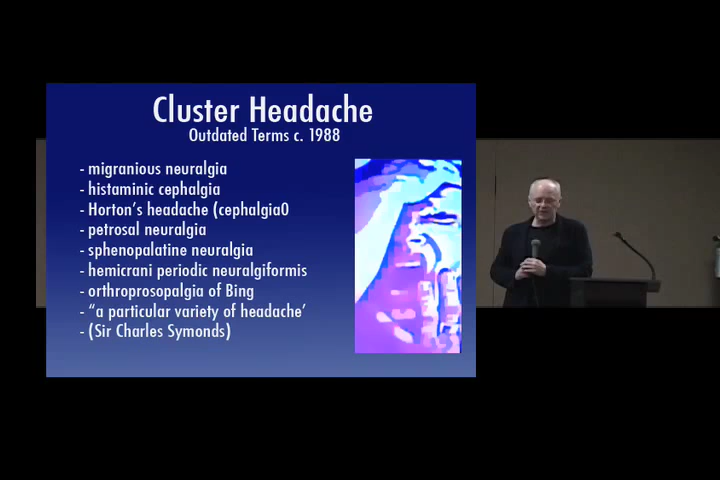 Cluster Headache
Outdated Terms c. 1988
- migranious neuralgia
- histaminic cephalgia
- Horton's headache (cephalgia0
- petrosal neuralgia
- sphenopalatine neuralgia
- hemicrani periodic neuralgiformis
- orthroprosopalgia of Bing
- “a particular variety of headache’
- (Sir Charles Symonds)